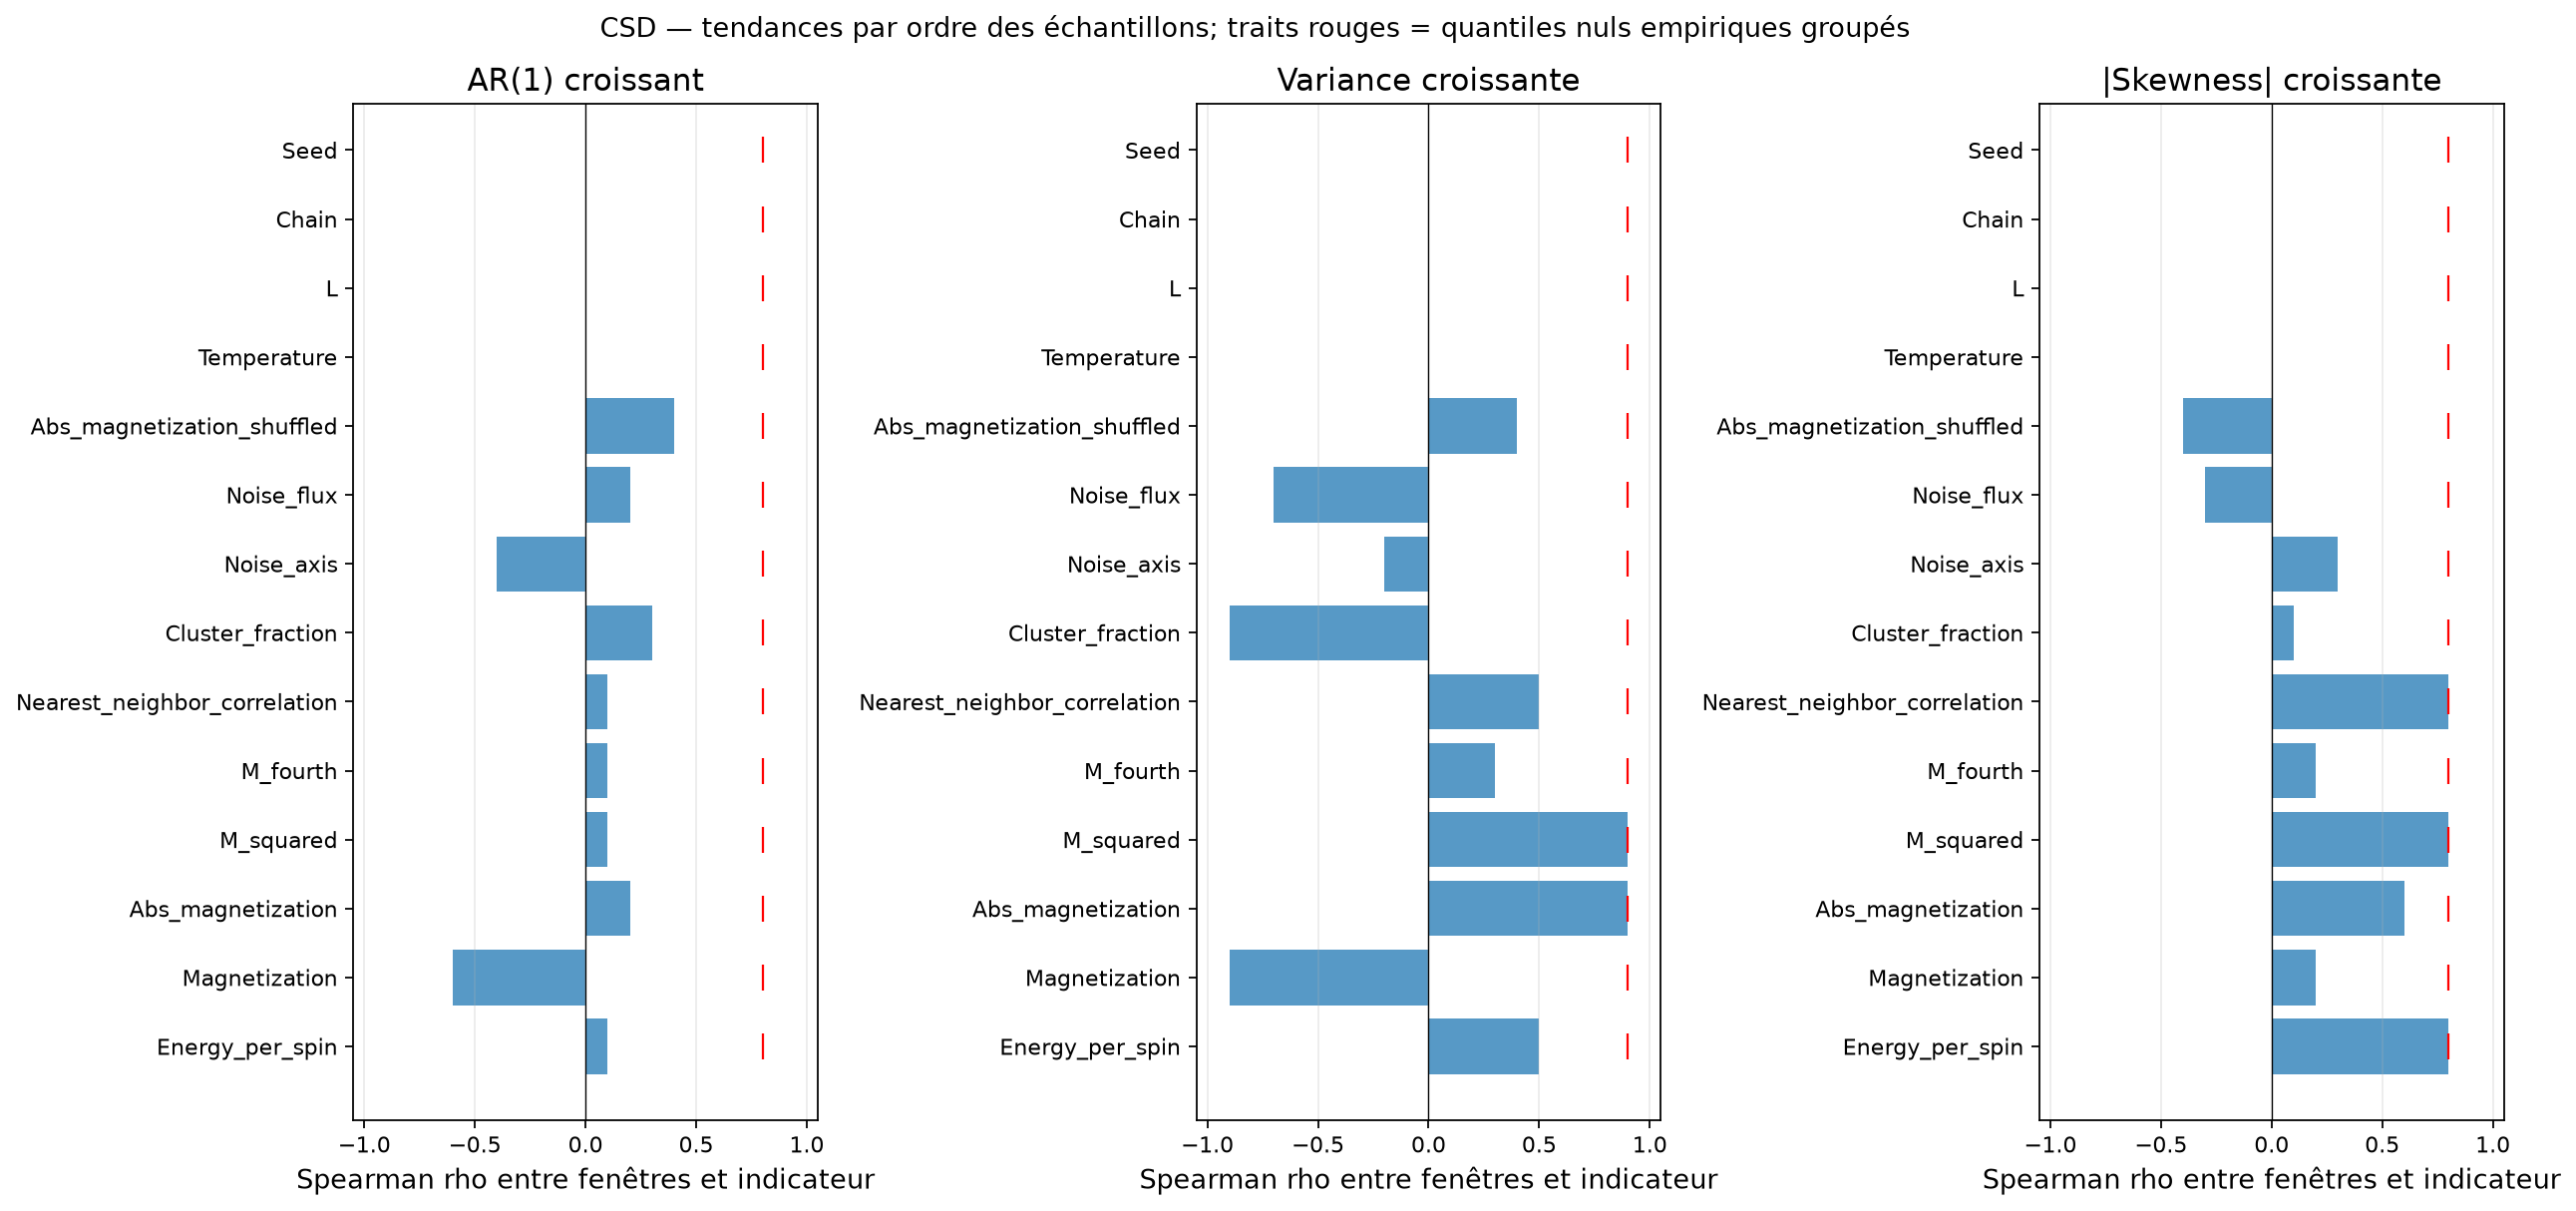 CSD — tendances par ordre des échantillons; traits rouges = quantiles nuls empiriques groupés
AR(1) croissant
Seed
Chain
L
Temperature
Abs_magnetization_shuffled
Noise_flux
Noise_axis
Cluster_fraction
Nearest_neighbor_correlation
M_fourth
M_squared
Abs_magnetization
Magnetization
Energy_per_spin
−1.0 −0.5 0.0 0.5 1.0
Spearman rho entre fenêtres et indicateur
Variance croissante
Seed
Chain
L
Temperature
Abs_magnetization_shuffled
Noise_flux
Noise_axis
Cluster_fraction
Nearest_neighbor_correlation
M_fourth
M_squared
Abs_magnetization
Magnetization
Energy_per_spin
−1.0 −0.5 0.0 0.5 1.0
Spearman rho entre fenêtres et indicateur
|Skewness| croissante
Seed
Chain
L
Temperature
Abs_magnetization_shuffled
Noise_flux
Noise_axis
Cluster_fraction
Nearest_neighbor_correlation
M_fourth
M_squared
Abs_magnetization
Magnetization
Energy_per_spin
−1.0 −0.5 0.0 0.5 1.0
Spearman rho entre fenêtres et indicateur